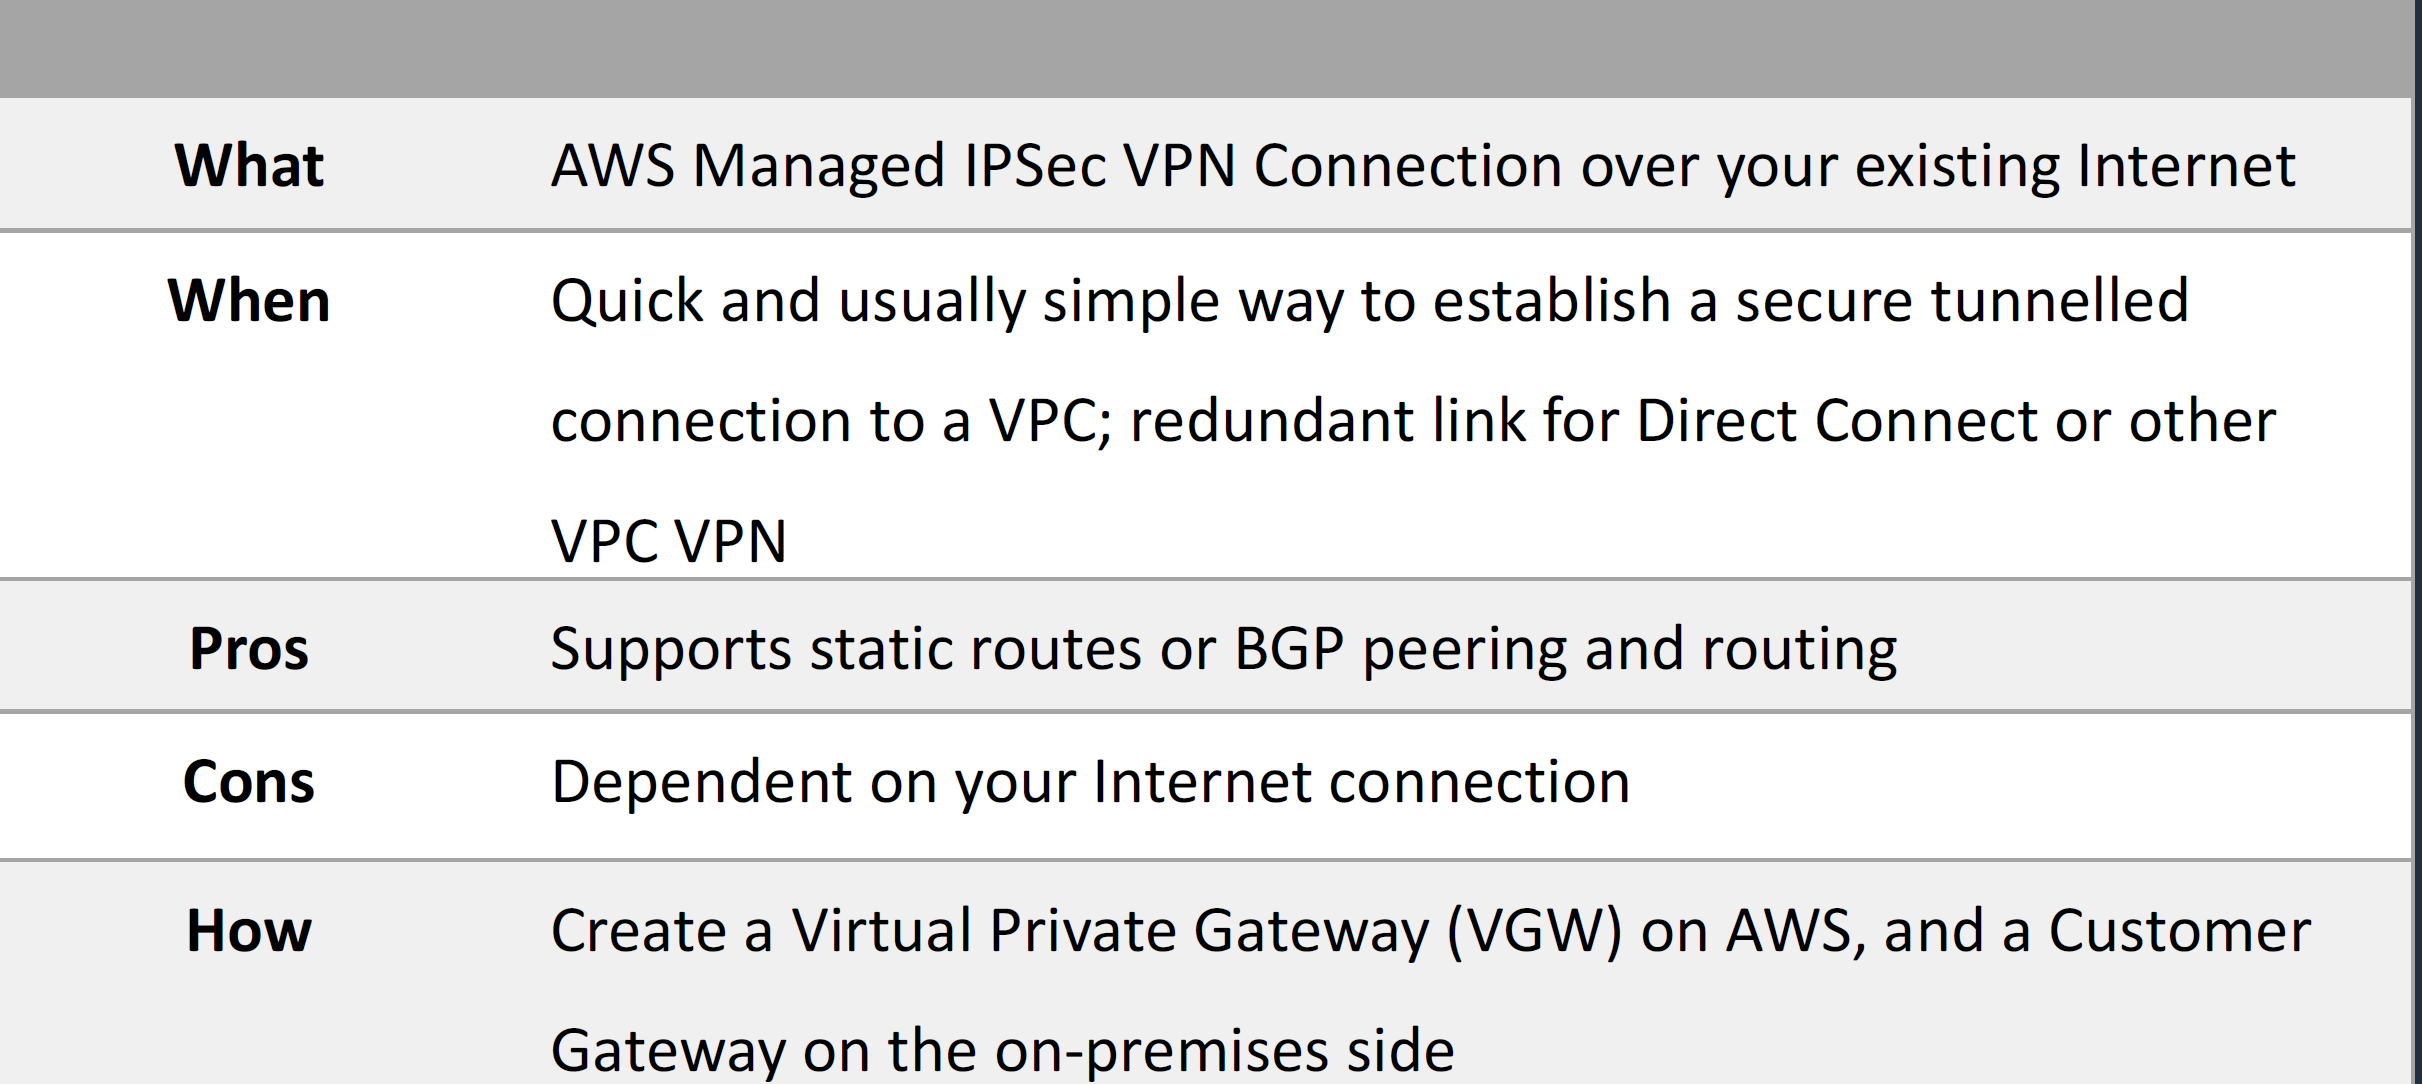 What
AWS Managed IPSec VPN Connection over your existing Internet
When
Quick and usually simple way to establish a secure tunnelled
connection to a VPC; redundant link for Direct Connect or other
VPC VPN
Pros
Supports static routes or BGP peering and routing
Cons
Dependent on your Internet connection
How
Create a Virtual Private Gateway (VGW) on AWS, and a Customer
Gateway on the on-premises side